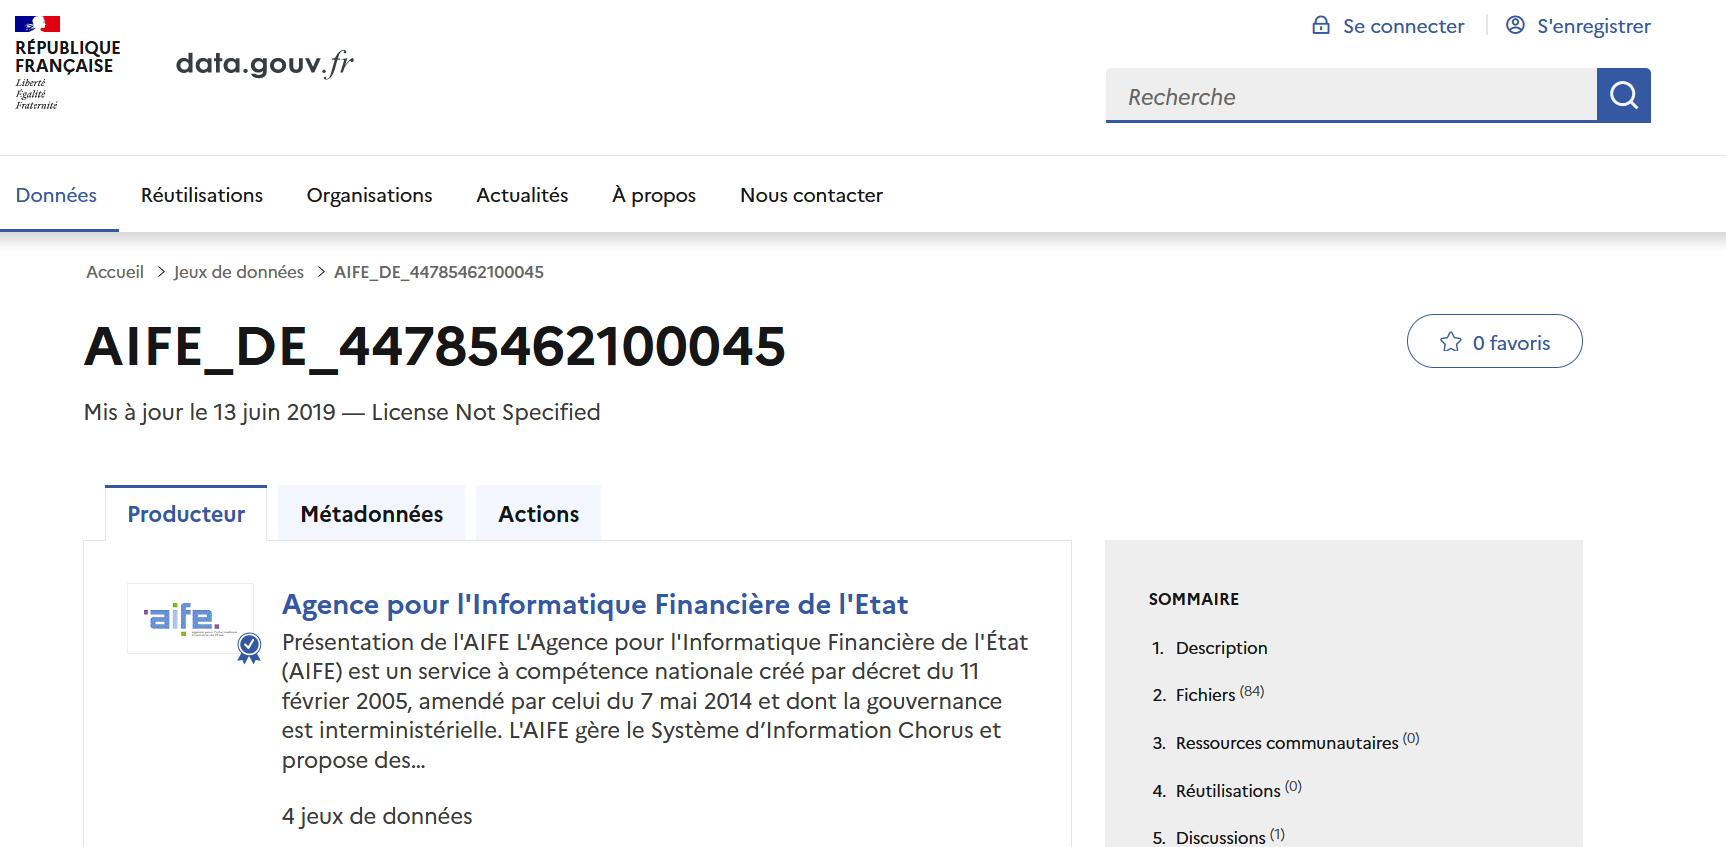 RÉPUBLIQUE
FRANÇAISE
Liberté
Égalité
Fraternité
data.gouv.fr
Se connecter
S'enregistrer
Recherche
Données
Réutilisations
Organisations
Actualités
À propos
Nous contacter
Accueil > Jeux de données > AIFE_DE_44785462100045
AIFE_DE_44785462100045
0 favoris
Mis à jour le 13 juin 2019 — License Not Specified
Producteur
Métadonnées
Actions
aife.
Agence pour l'Informatique Financière de l'Etat
Présentation de l'AIFE L'Agence pour l'Informatique Financière de l'État
(AIFE) est un service à compétence nationale créé par décret du 11
février 2005, amendé par celui du 7 mai 2014 et dont la gouvernance
est interministérielle. L'AIFE gère le Système d’Information Chorus et
propose des...
4 jeux de données
SOMMAIRE
1. Description
2. Fichiers (84)
3. Ressources communautaires (0)
4. Réutilisations (0)
5. Discussions (1)